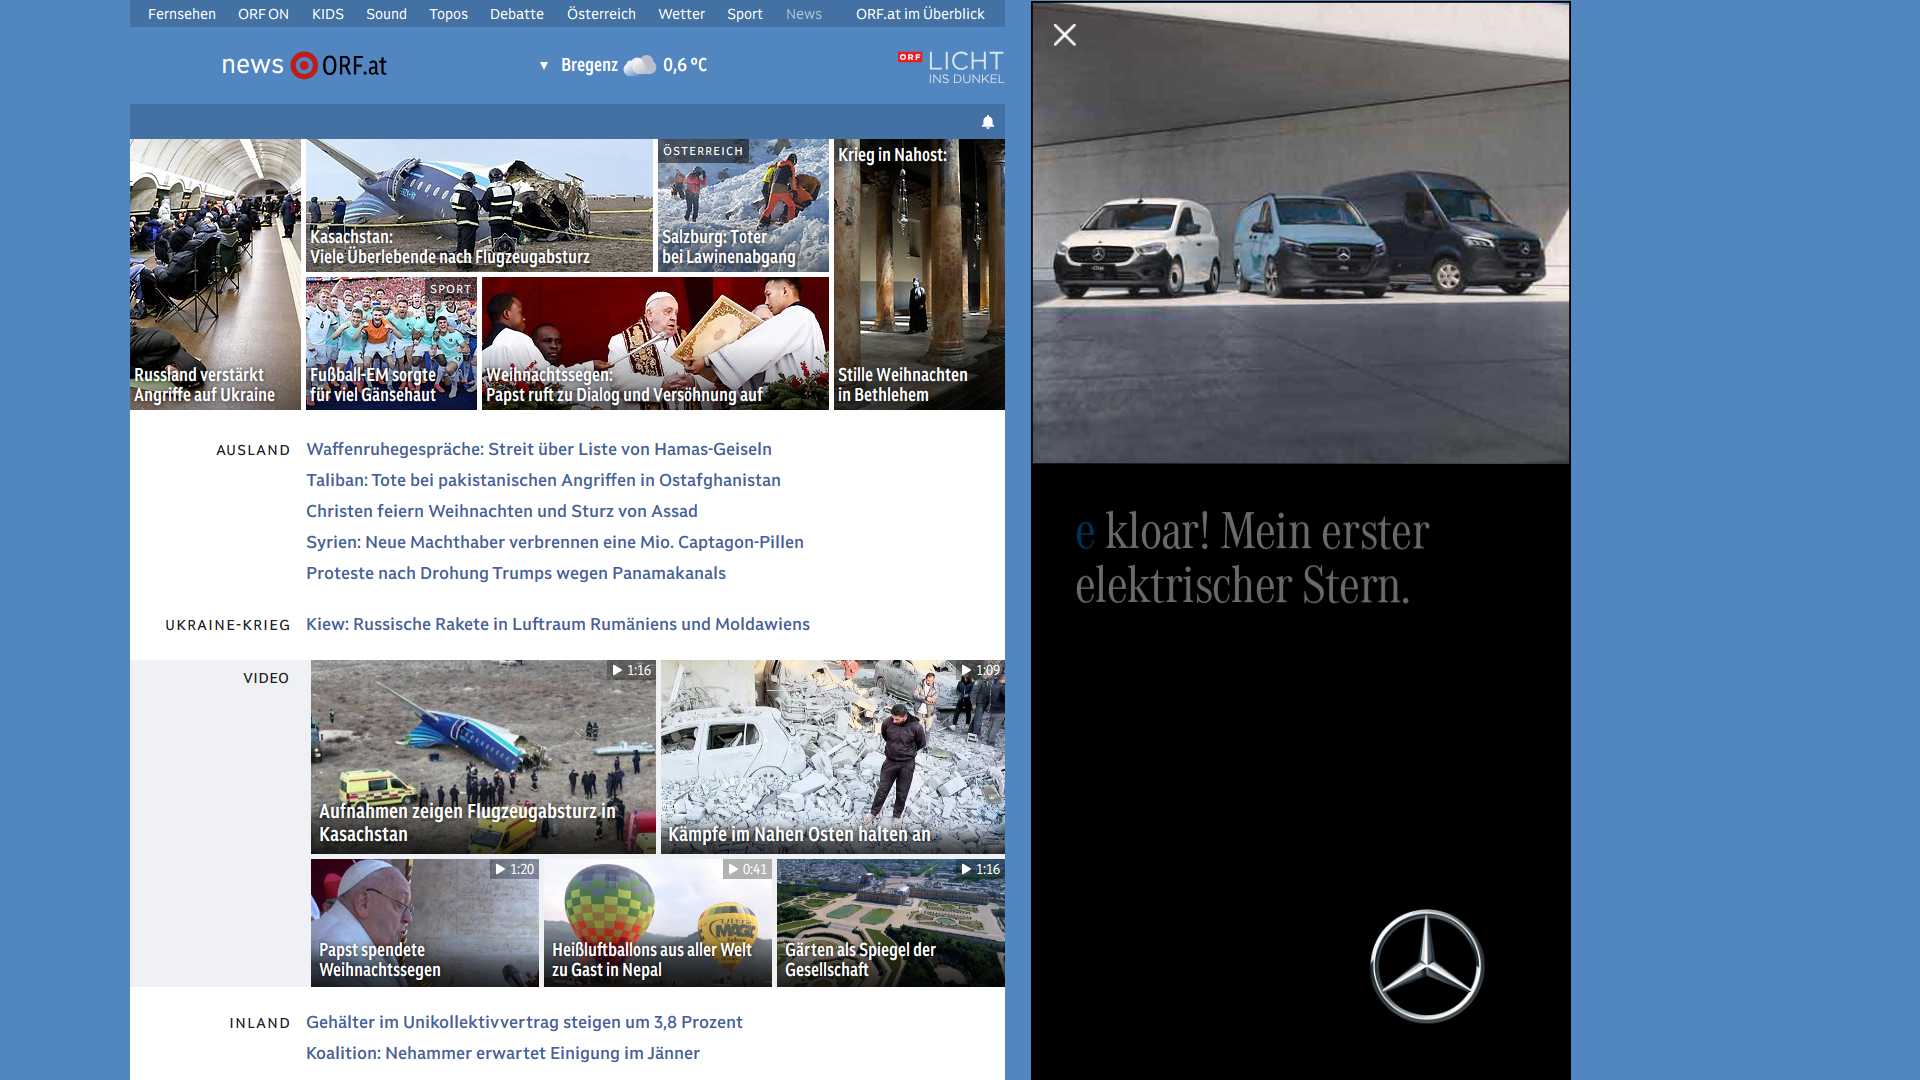 Fernsehen ORF ON KIDS Sound Topos Debatte Österreich Wetter Sport News ORF.at im Überblick
news ORF.at
▼ Bregenz 0,6 °C
ORF LICHT
INS DUNKEL
Russland verstärkt
Angriffe auf Ukraine
Kasachstan:
Viele Überlebende nach Flugzeugabsturz
ÖSTERREICH
Salzburg: Toter
bei Lawinenabgang
Krieg in Nahost:
Stille Weihnachten
in Bethlehem
SPORT
Fußball-EM sorgte
für viel Gänsehaut
Weihnachtssegen:
Papst ruft zu Dialog und Versöhnung auf
AUSLAND
Waffenruhegespräche: Streit über Liste von Hamas-Geiseln
Taliban: Tote bei pakistanischen Angriffen in Ostafghanistan
Christen feiern Weihnachten und Sturz von Assad
Syrien: Neue Machthaber verbrennen eine Mio. Captagon-Pillen
Proteste nach Drohung Trumps wegen Panamakanals
UKRAINE-KRIEG
Kiew: Russische Rakete in Luftraum Rumäniens und Moldawiens
VIDEO
1:16
Aufnahmen zeigen Flugzeugabsturz in
Kasachstan
1:09
Kämpfe im Nahen Osten halten an
1:20
Papst spendete
Weihnachtssegen
0:41
MAGIC
Heißluftballons aus aller Welt
zu Gast in Nepal
1:16
Gärten als Spiegel der
Gesellschaft
INLAND
Gehälter im Unikollektivvertrag steigen um 3,8 Prozent
Koalition: Nehammer erwartet Einigung im Jänner
e kloar! Mein erster
elektrischer Stern.